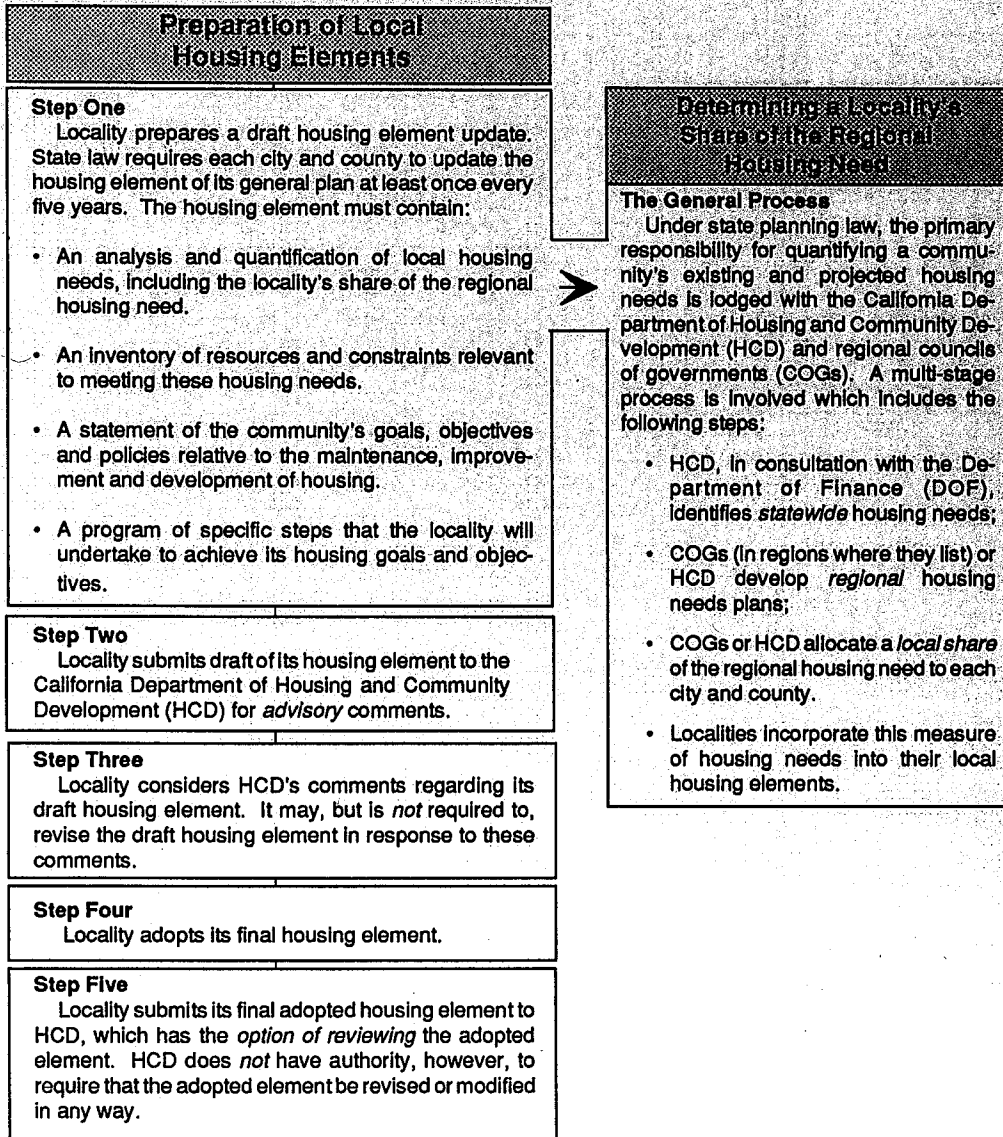 Preparation of Local
Housing Elements
Step One
Locality prepares a draft housing element update.
State law requires each city and county to update the
housing element of its general plan at least once every
five years. The housing element must contain:
• An analysis and quantification of local housing
needs, including the locality's share of the regional
housing need.
• An inventory of resources and constraints relevant
to meeting these housing needs.
• A statement of the community's goals, objectives
and policies relative to the maintenance, improve-
ment and development of housing.
• A program of specific steps that the locality will
undertake to achieve its housing goals and objec-
tives.
Step Two
Locality submits draft of its housing element to the
California Department of Housing and Community
Development (HCD) for advisory comments.
Step Three
Locality considers HCD's comments regarding its
draft housing element. It may, but is not required to,
revise the draft housing element in response to these
comments.
Step Four
Locality adopts its final housing element.
Step Five
Locality submits its final adopted housing element to
HCD, which has the option of reviewing the adopted
element. HCD does not have authority, however, to
require that the adopted element be revised or modified
in any way.
Determining a Locality's
Share of the Regional
Housing Need
The General Process
Under state planning law, the primary
responsibility for quantifying a commu-
nity's existing and projected housing
needs is lodged with the California De-
partment of Housing and Community De-
velopment (HCD) and regional councils
of governments (COGs). A multi-stage
process is involved which includes the
following steps:
• HCD, in consultation with the De-
partment of Finance (DOF),
identifies statewide housing needs;
• COGs (in regions where they list) or
HCD develop regional housing
needs plans;
• COGs or HCD allocate a local share
of the regional housing need to each
city and county.
• Localities incorporate this measure
of housing needs into their local
housing elements.